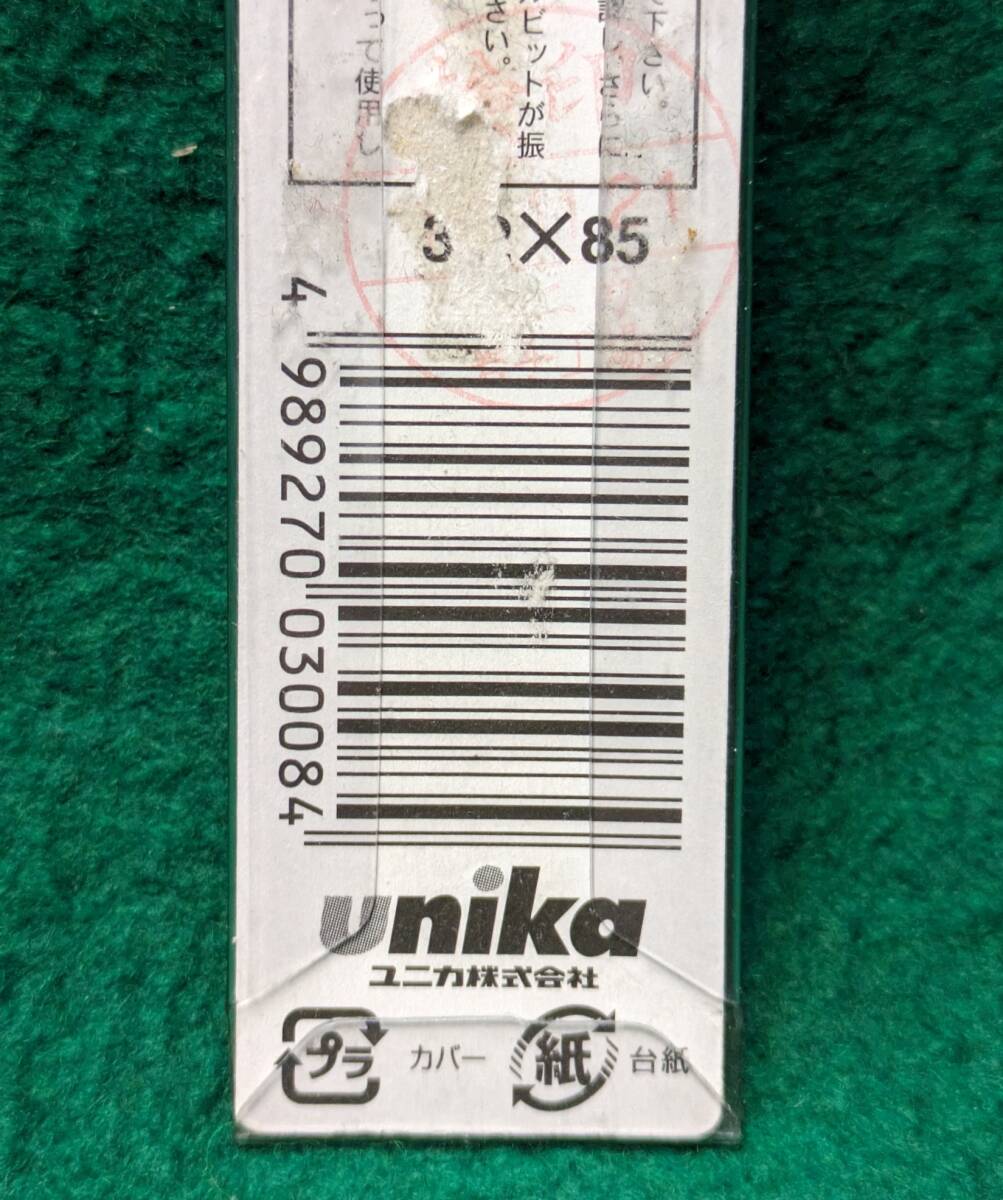 て下さい。
し、さらに
ビットが振
さい。
って使用し
×85
4 989270 030084
unika
ユニカ株式会社
プラ カバー 紙 台紙